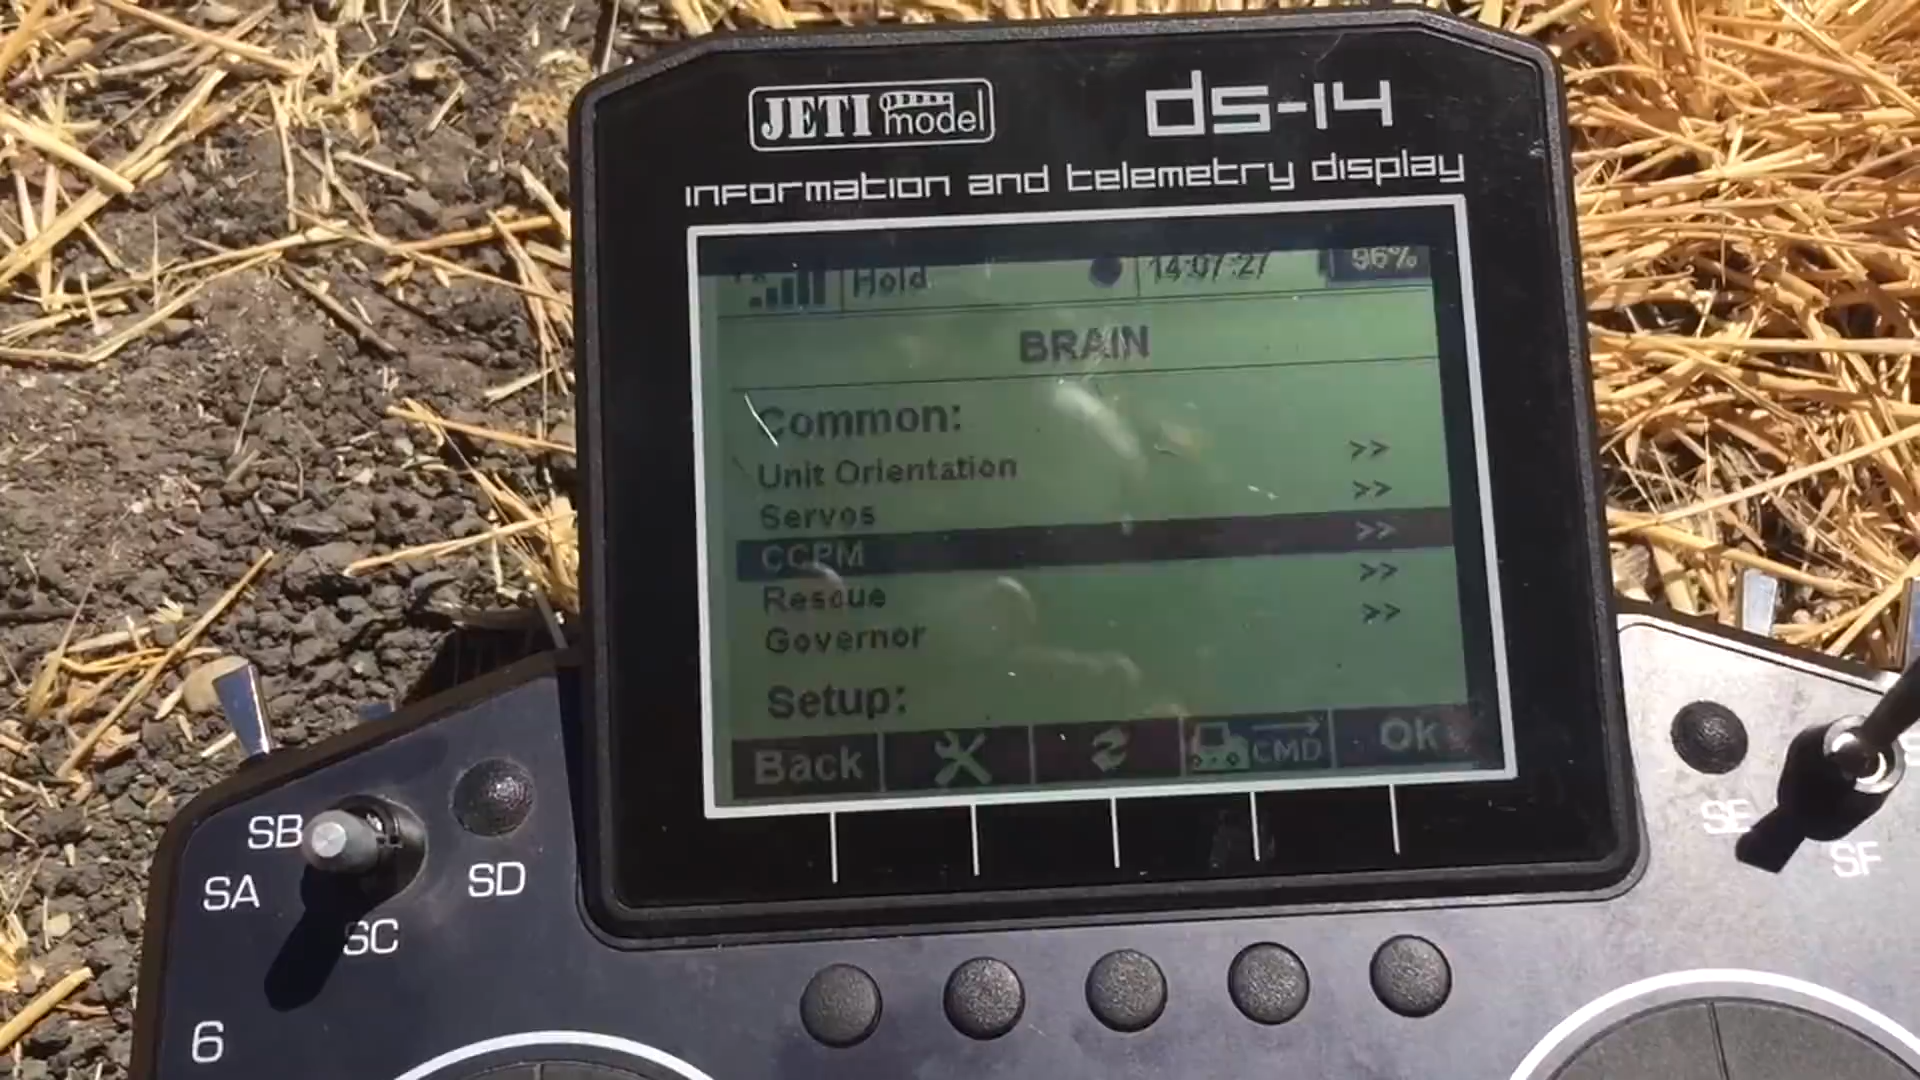 JETI model
ds-14
information and telemetry display
Hold 14:07:27 96%
BRAIN
Common:
Unit Orientation >>
Servos >>
CCPM >>
Rescue >>
Governor >>
Setup:
Back CMD Ok
SB
SA
SD
SC
SE
SF
6